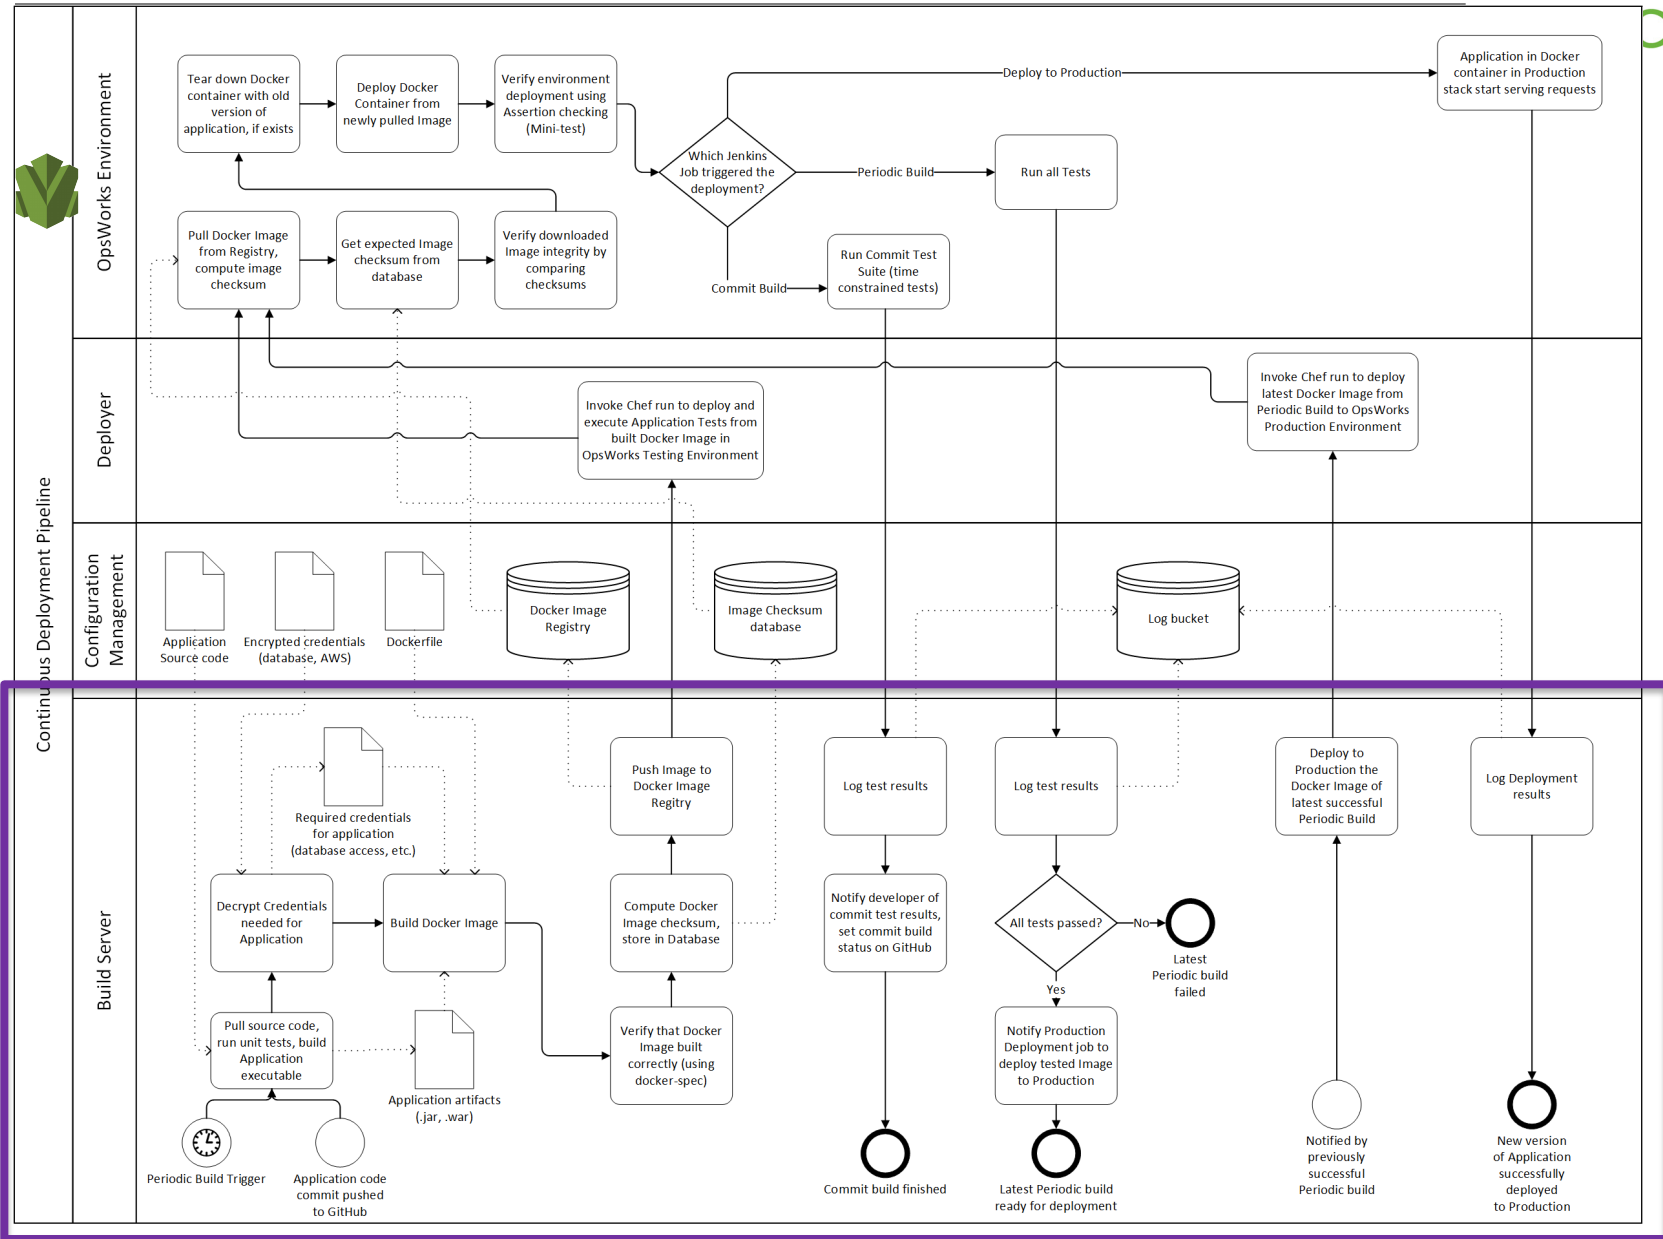 Continuous Deployment Pipeline
OpsWorks Environment
Tear down Docker
container with old
version of
application, if exists
Deploy Docker
Container from
newly pulled Image
Verify environment
deployment using
Assertion checking
(Mini-test)
Which Jenkins
Job triggered the
deployment?
Deploy to Production
Application in Docker
container in Production
stack start serving requests
Periodic Build
Run all Tests
Commit Build
Run Commit Test
Suite (time
constrained tests)
Pull Docker Image
from Registry,
compute image
checksum
Get expected Image
checksum from
database
Verify downloaded
Image integrity by
comparing
checksums
Deployer
Invoke Chef run to deploy and
execute Application Tests from
built Docker Image in
OpsWorks Testing Environment
Invoke Chef run to deploy
latest Docker Image from
Periodic Build to OpsWorks
Production Environment
Configuration
Management
Application
Source code
Encrypted credentials
(database, AWS)
Dockerfile
Docker Image
Registry
Image Checksum
database
Log bucket
Build Server
Required credentials
for application
(database access, etc.)
Decrypt Credentials
needed for
Application
Build Docker Image
Pull source code,
run unit tests, build
Application
executable
Application artifacts
(.jar, .war)
Periodic Build Trigger
Application code
commit pushed
to GitHub
Push Image to
Docker Image
Regitry
Compute Docker
Image checksum,
store in Database
Verify that Docker
Image built
correctly (using
docker-spec)
Log test results
Notify developer of
commit test results,
set commit build
status on GitHub
Commit build finished
Log test results
All tests passed?
No
Latest
Periodic build
failed
Yes
Notify Production
Deployment job to
deploy tested Image
to Production
Latest Periodic build
ready for deployment
Deploy to
Production the
Docker Image of
latest successful
Periodic Build
Notified by
previously
successful
Periodic build
Log Deployment
results
New version
of Application
successfully
deployed
to Production